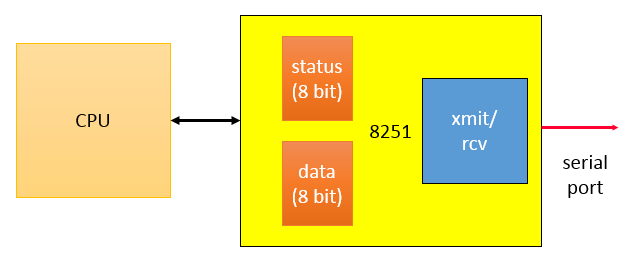 CPU
status
(8 bit)
data
(8 bit)
8251
xmit/
rcv
serial
port